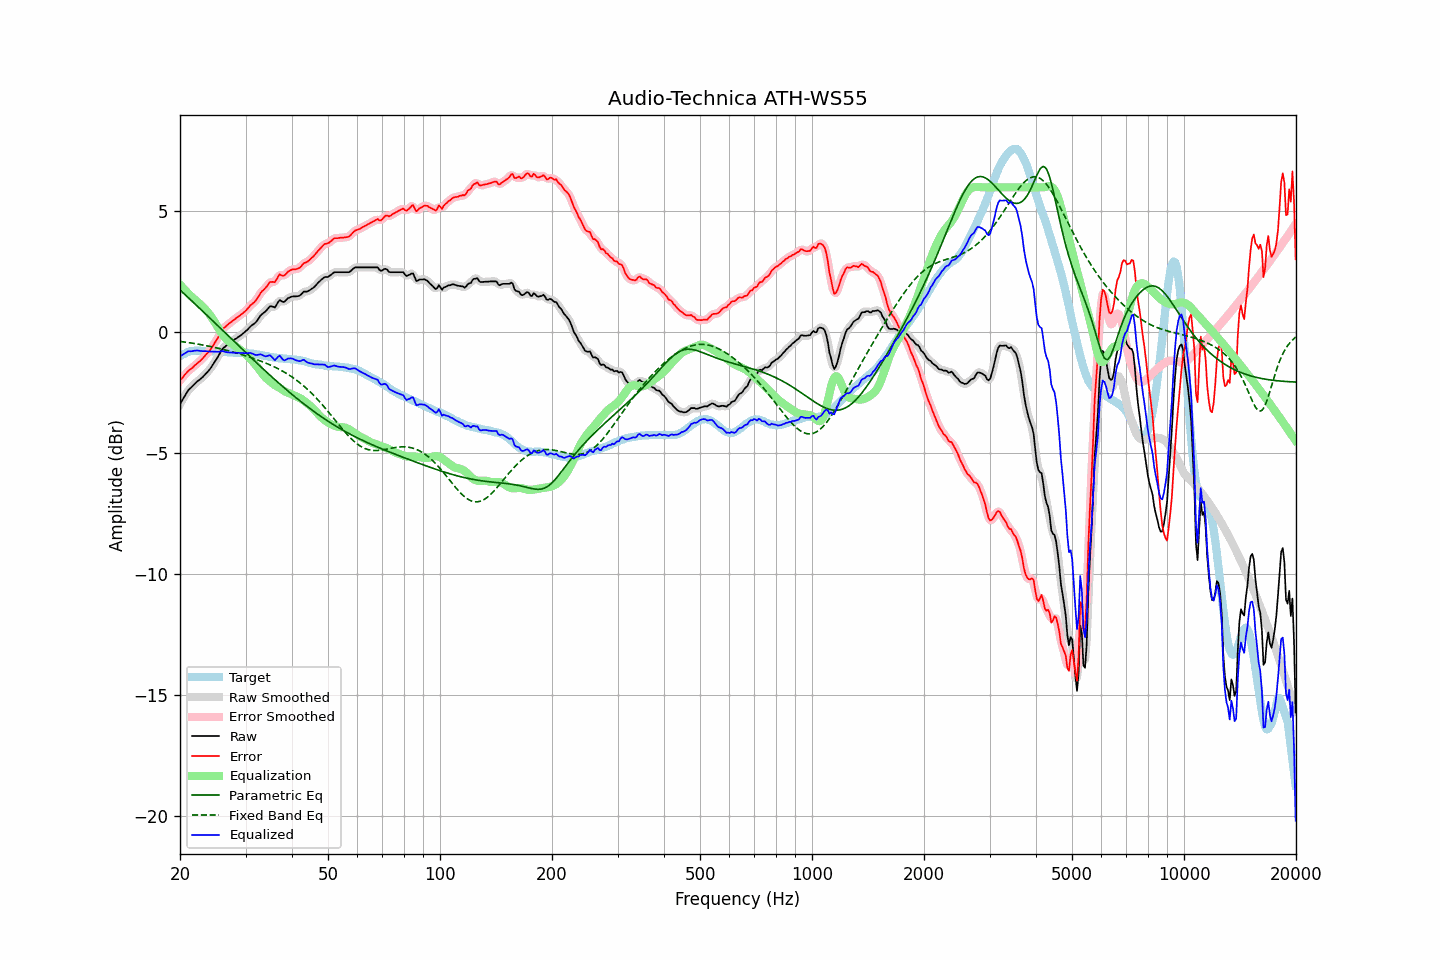 Audio-Technica ATH-WS55
Amplitude (dBr)
5
0
−5
−10
−15
−20
Target
Raw Smoothed
Error Smoothed
Raw
Error
Equalization
Parametric Eq
Fixed Band Eq
Equalized
20
50
100
200
500
1000
2000
5000
10000
20000
Frequency (Hz)